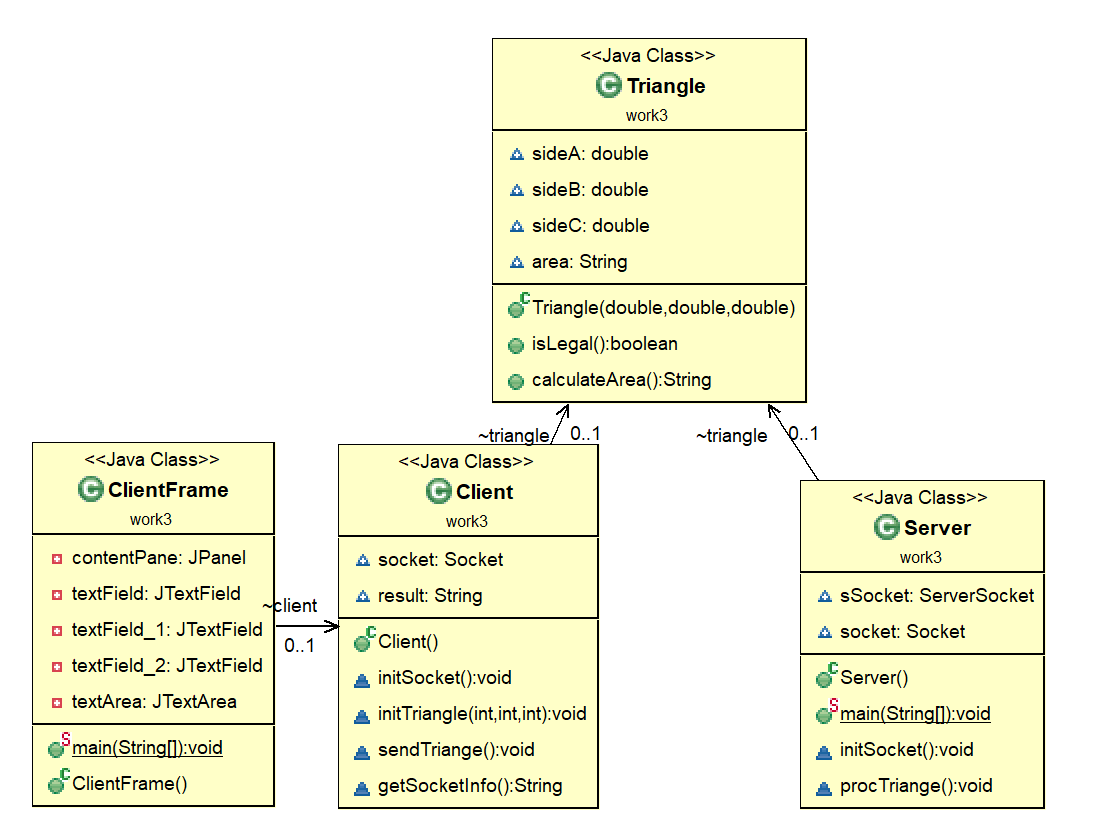 <<Java Class>>
Triangle
work3
sideA: double
sideB: double
sideC: double
area: String
Triangle(double,double,double)
isLegal():boolean
calculateArea():String
~triangle
0..1
~triangle
0..1
<<Java Class>>
ClientFrame
work3
contentPane: JPanel
textField: JTextField
textField_1: JTextField
textField_2: JTextField
textArea: JTextArea
main(String[]):void
ClientFrame()
~client
0..1
<<Java Class>>
Client
work3
socket: Socket
result: String
Client()
initSocket():void
initTriangle(int,int,int):void
sendTriange():void
getSocketInfo():String
<<Java Class>>
Server
work3
sSocket: ServerSocket
socket: Socket
Server()
main(String[]):void
initSocket():void
procTriange():void